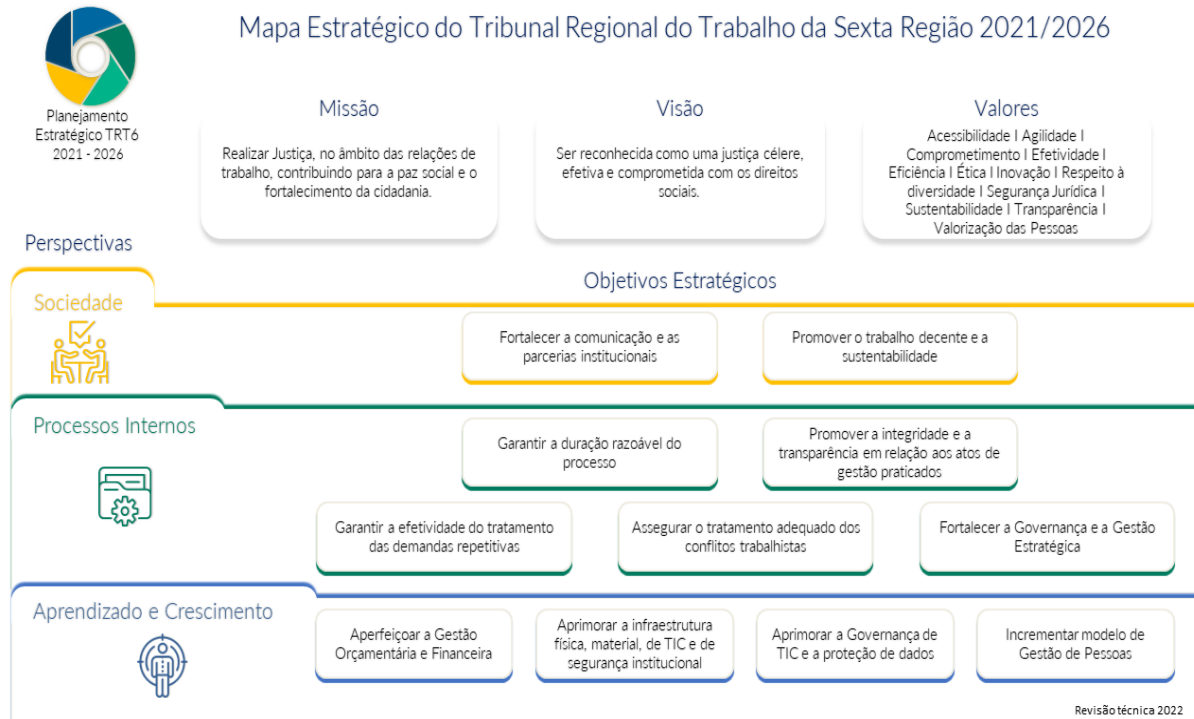 Mapa Estratégico do Tribunal Regional do Trabalho da Sexta Região 2021/2026
Planejamento
Estratégico TRT6
2021 - 2026
Missão
Realizar Justiça, no âmbito das relações de
trabalho, contribuindo para a paz social e o
fortalecimento da cidadania.
Visão
Ser reconhecida como uma justiça célere,
efetiva e comprometida com os direitos
sociais.
Valores
Acessibilidade I Agilidade I
Comprometimento I Efetividade I
Eficiência I Ética I Inovação I Respeito à
diversidade I Segurança Jurídica I
Sustentabilidade I Transparência I
Valorização das Pessoas
Perspectivas
Objetivos Estratégicos
Sociedade
Fortalecer a comunicação e as
parcerias institucionais
Promover o trabalho decente e a
sustentabilidade
Processos Internos
Garantir a duração razoável do
processo
Promover a integridade e a
transparência em relação aos atos de
gestão praticados
Garantir a efetividade do tratamento
das demandas repetitivas
Assegurar o tratamento adequado dos
conflitos trabalhistas
Fortalecer a Governança e a Gestão
Estratégica
Aprendizado e Crescimento
Aperfeiçoar a Gestão
Orçamentária e Financeira
Aprimorar a infraestrutura
física, material, de TIC e de
segurança institucional
Aprimorar a Governança de
TIC e a proteção de dados
Incrementar modelo de
Gestão de Pessoas
Revisão técnica 2022